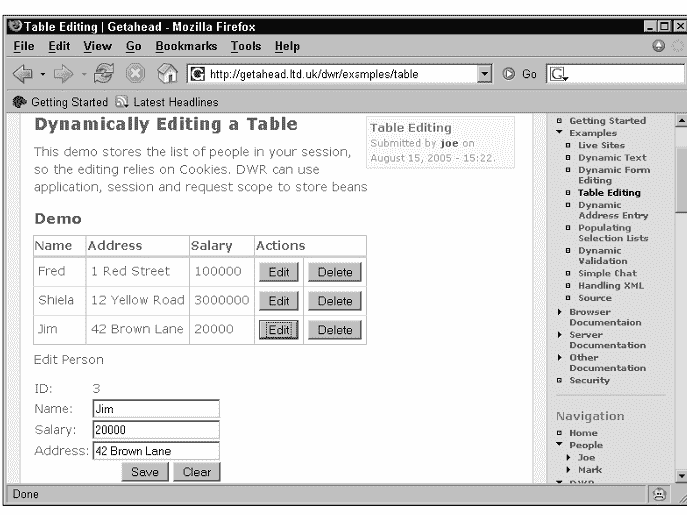 Table Editing | Getahead - Mozilla Firefox
File Edit View Go Bookmarks Tools Help
http://getahead.ltd.uk/dwr/examples/table
Go
G
Getting Started Latest Headlines
Dynamically Editing a Table
This demo stores the list of people in your session,
so the editing relies on Cookies. DWR can use
application, session and request scope to store beans
Table Editing
Submitted by joe on
August 15, 2005 - 15:22.
Demo
Name Address Salary Actions
Fred 1 Red Street 100000 Edit Delete
Shiela 12 Yellow Road 3000000 Edit Delete
Jim 42 Brown Lane 20000 Edit Delete
Edit Person
ID: 3
Name: Jim
Salary: 20000
Address: 42 Brown Lane
Save Clear
Getting Started
Examples
Live Sites
Dynamic Text
Dynamic Form
Editing
Table Editing
Dynamic
Address Entry
Populating
Selection Lists
Dynamic
Validation
Simple Chat
Handling XML
Source
Browser
Documentaion
Server
Documentation
Other
Documentation
Security
Navigation
Home
People
Joe
Mark
DWR
Done